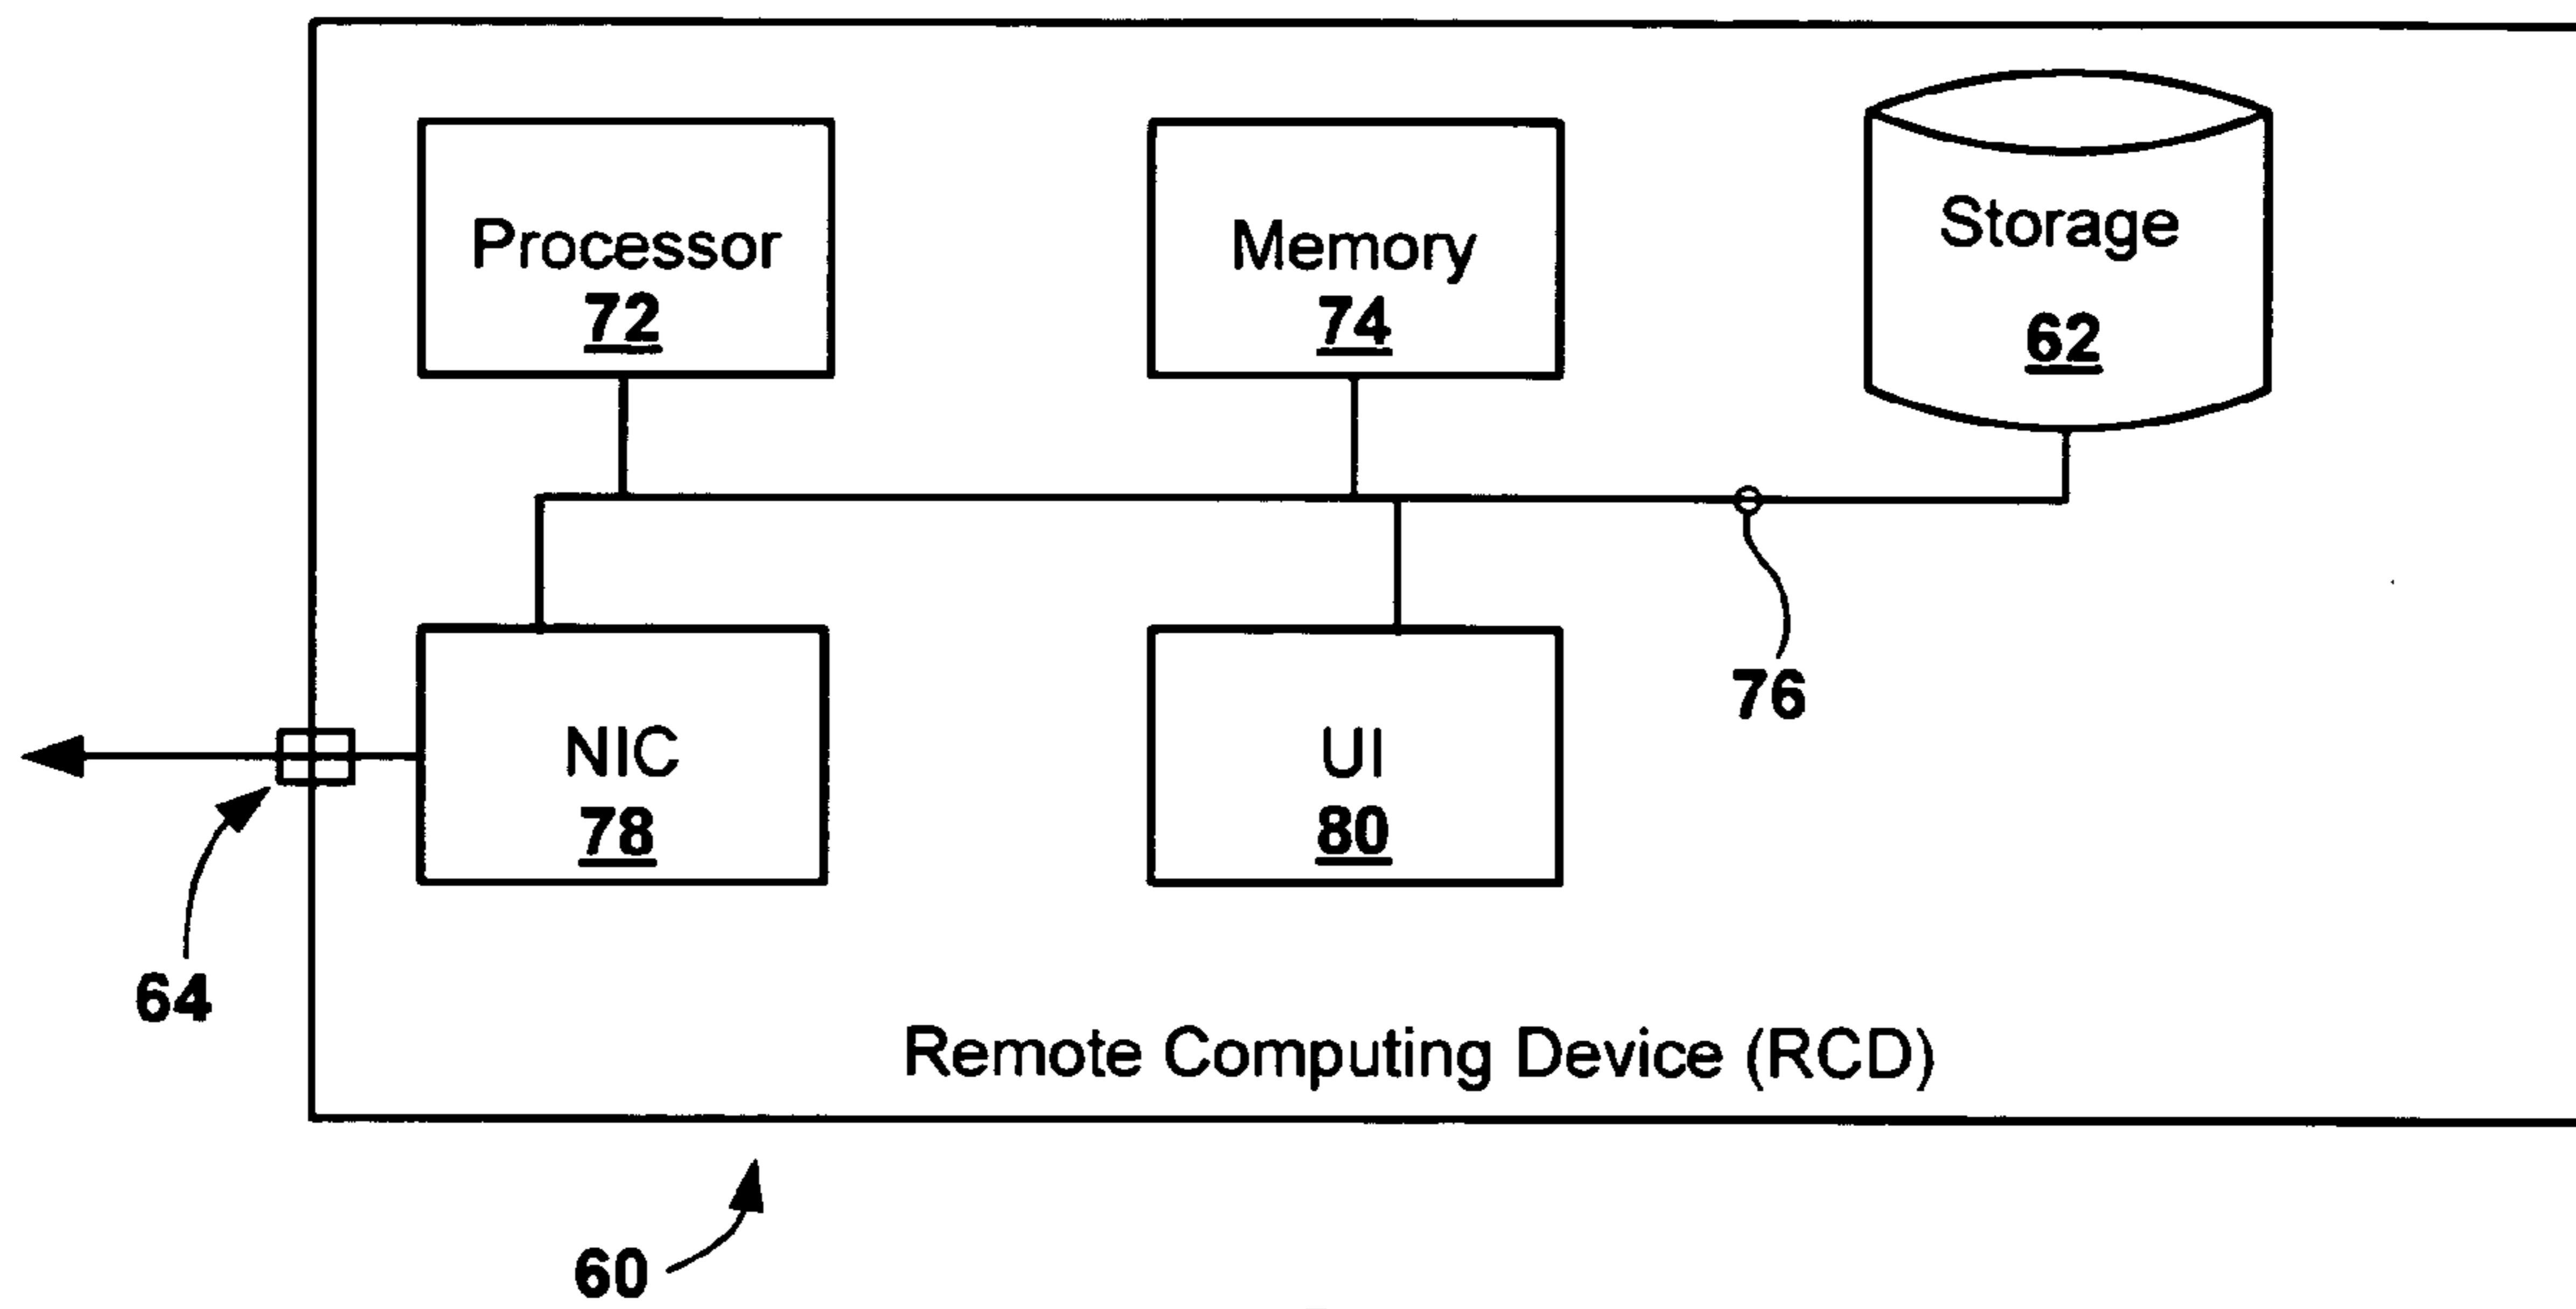 Processor
72
Memory
74
Storage
62
76
NIC
78
UI
80
64
Remote Computing Device (RCD)
60